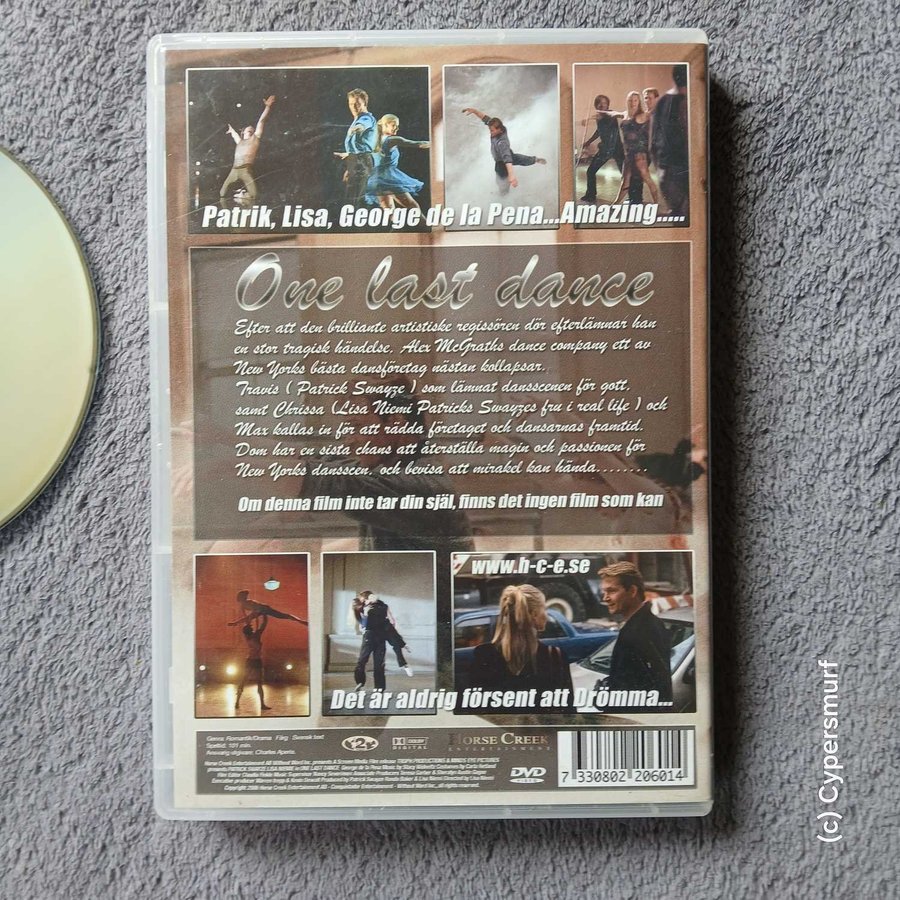 Patrik, Lisa, George de la Pena...Amazing.....
One last dance
Efter att den brilliante artistiske regissören dör efterlämnar han
en stor tragisk händelse, Alex McGraths dance company ett av
New Yorks bästa dansföretag nästan kollapsar.
Travis ( Patrick Swayze ) som lämnat dansscenen för gott,
samt Chrissa (Lisa Niemi Patricks Swayzes fru i real life ) och
Max kallas in för att rädda företaget och dansarnas framtid.
Dom har en sista chans att återställa magin och passionen för
New Yorks dansscen, och bevisa att mirakel kan hända........
Om denna film inte tar din själ, finns det ingen film som kan
www.h-c-e.se
Det är aldrig försent att Drömma...
Genre: Romantik/Drama Färg Svensk text
Speltid: 101 min.
Ansvarig utgivare: Charles Aperia.
12år
DOLBY
DIGITAL
HORSE CREEK
ENTERTAINMENT
DVD
VIDEO
7 330802 206014
(c) Cypersmurf